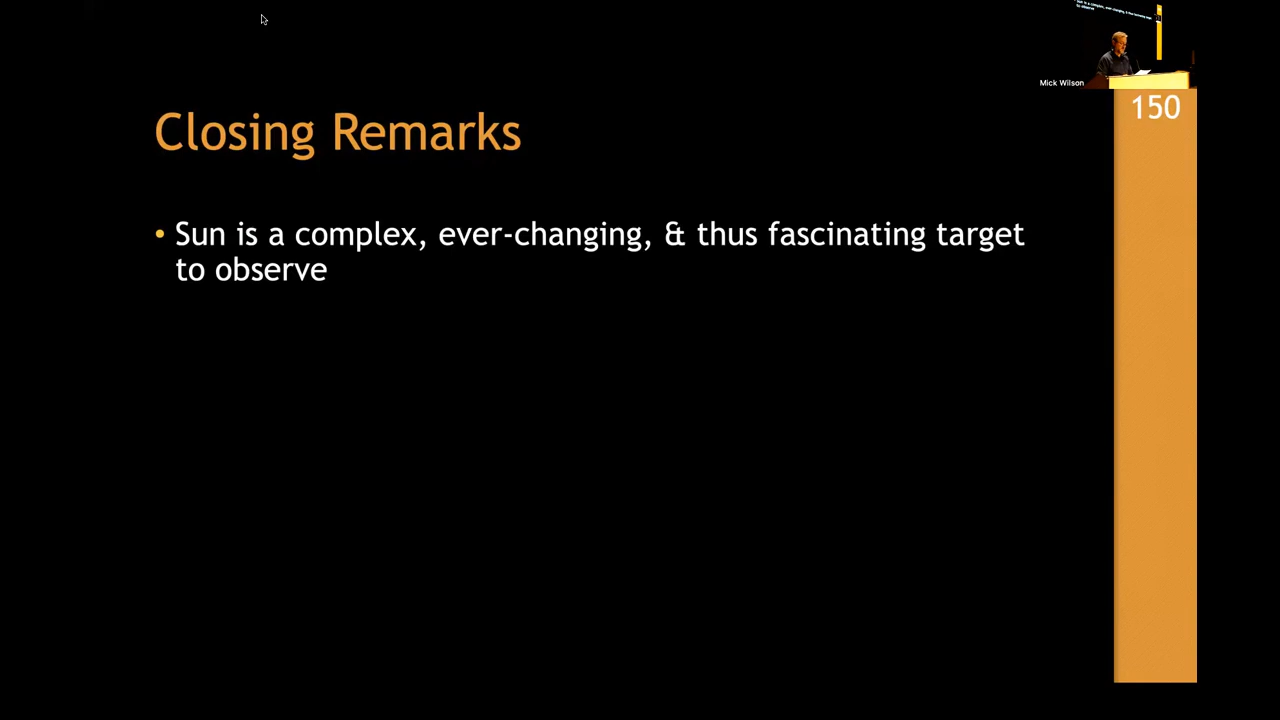 Mick Wilson
150
Closing Remarks
• Sun is a complex, ever-changing, & thus fascinating target
to observe